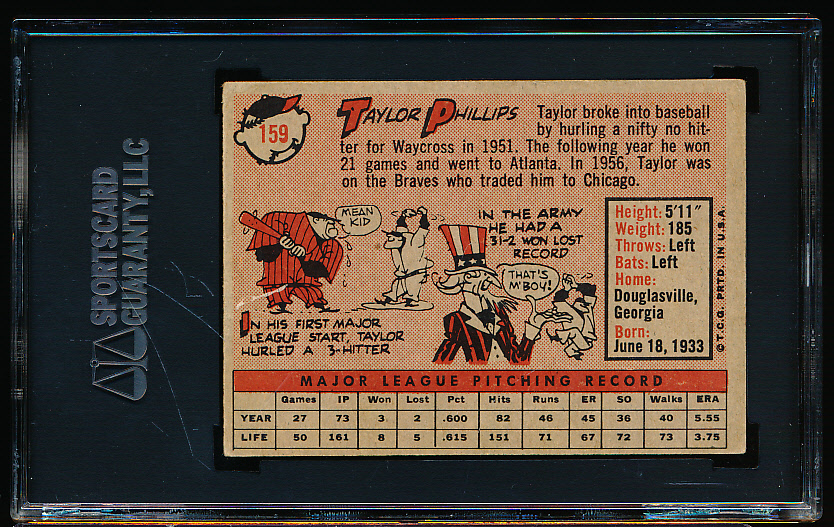 SPORTSCARD
GUARANTY, LLC
159
TAYLOR PHILLIPS
Taylor broke into baseball
by hurling a nifty no hit-
ter for Waycross in 1951. The following year he won
21 games and went to Atlanta. In 1956, Taylor was
on the Braves who traded him to Chicago.
MEAN
KID
IN HIS FIRST MAJOR
LEAGUE START, TAYLOR
HURLED A 3-HITTER
IN THE ARMY
HE HAD A
31-2 WON LOST
RECORD
THAT'S
M'BOY!
Height: 5'11"
Weight: 185
Throws: Left
Bats: Left
Home:
Douglasville,
Georgia
Born:
June 18, 1933
©T.C.G. PRTD. IN U.S.A.
MAJOR LEAGUE PITCHING RECORD
Games IP Won Lost Pct Hits Runs ER SO Walks ERA
YEAR 27 73 3 2 .600 82 46 45 36 40 5.55
LIFE 50 161 8 5 .615 151 71 67 72 73 3.75